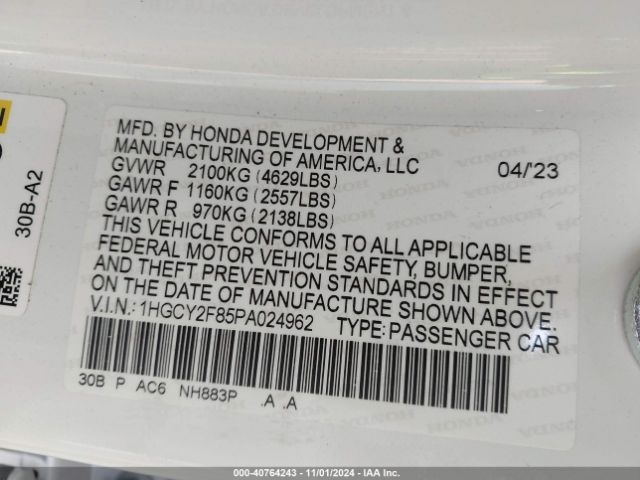 MFD. BY HONDA DEVELOPMENT &
MANUFACTURING OF AMERICA, LLC 04/'23
GVWR 2100KG (4629LBS)
GAWR F 1160KG (2557LBS)
GAWR R 970KG (2138LBS)
THIS VEHICLE CONFORMS TO ALL APPLICABLE
FEDERAL MOTOR VEHICLE SAFETY, BUMPER,
AND THEFT PREVENTION STANDARDS IN EFFECT
ON THE DATE OF MANUFACTURE SHOWN ABOVE.
V.I.N.: 1HGCY2F85PA024962 TYPE: PASSENGER CAR
30B P AC6 NH883P .A .A
30B-A2
000-40764243 | 11/01/2024 | IAA Inc.